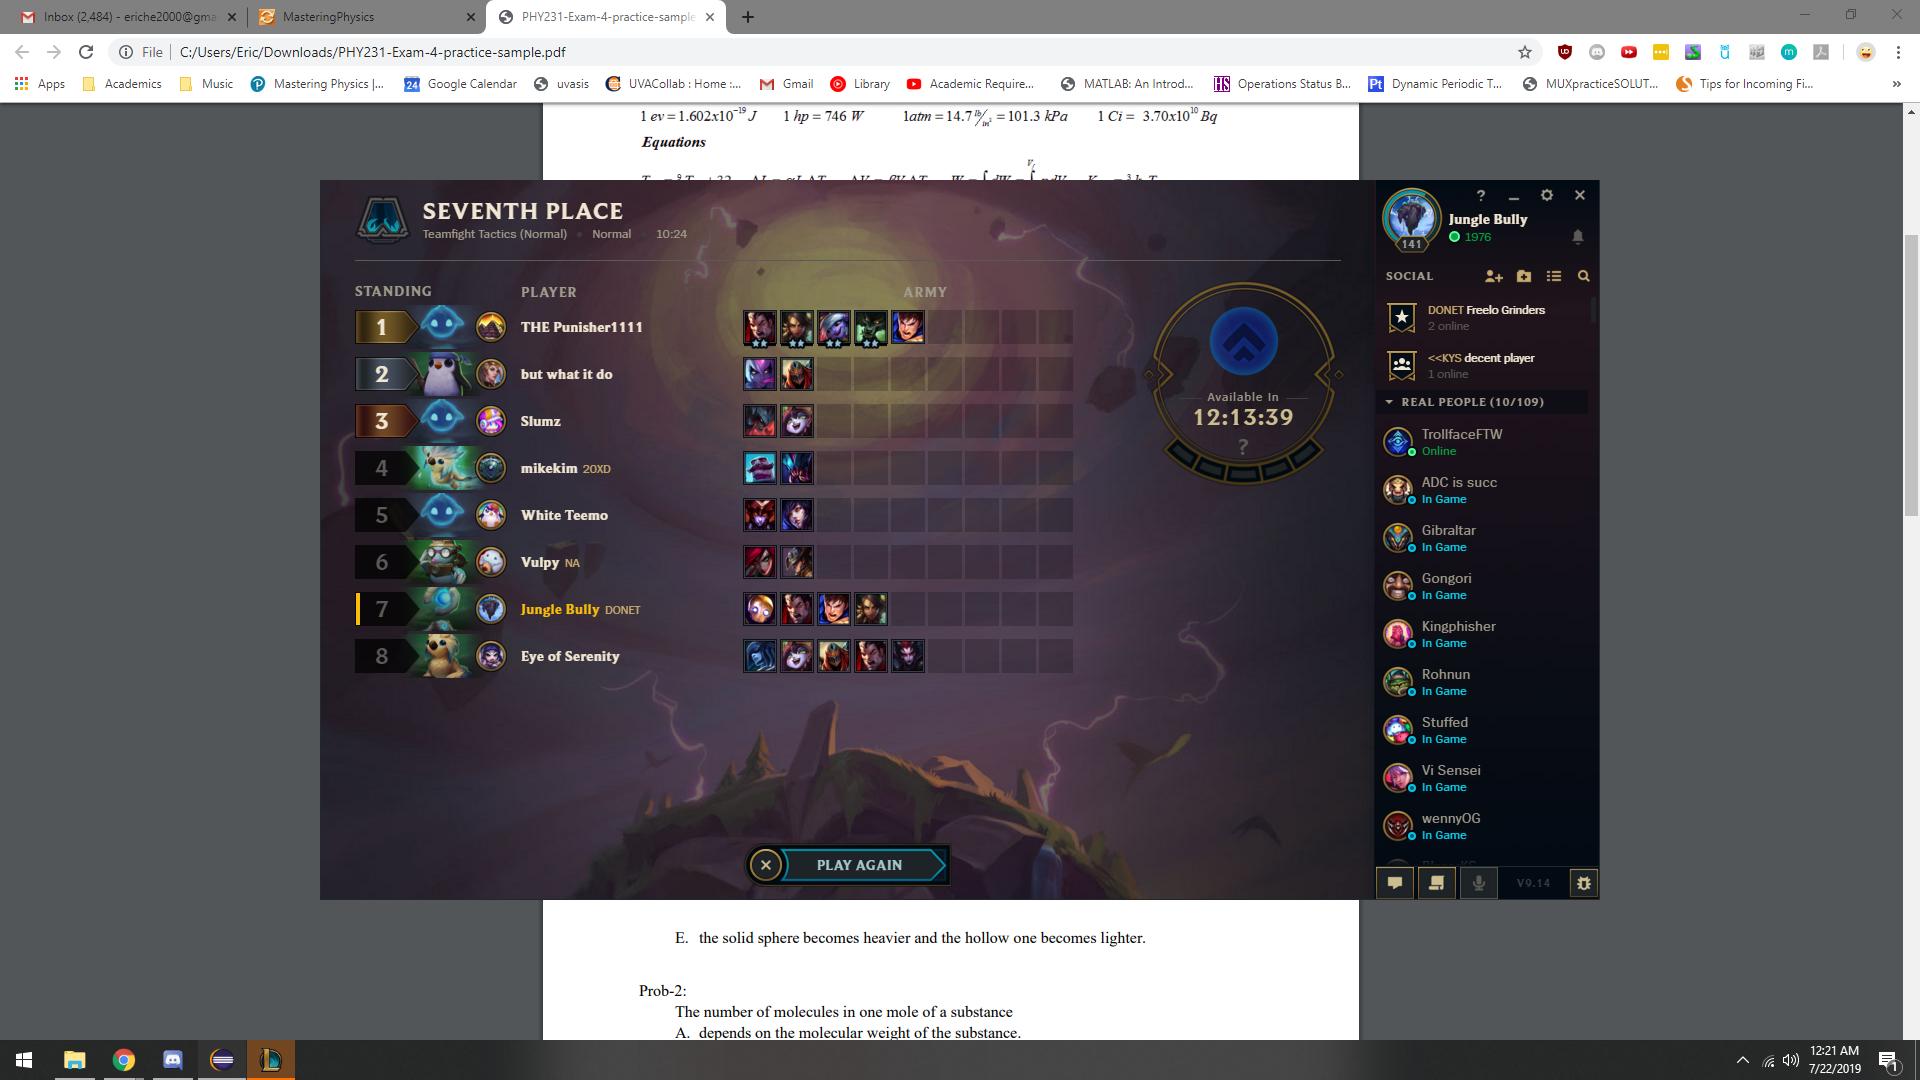 Inbox (2,484) - eriche2000@gma
MasteringPhysics
PHY231-Exam-4-practice-sample
File
C:/Users/Eric/Downloads/PHY231-Exam-4-practice-sample.pdf
Apps
Academics
Music
Mastering Physics |...
Google Calendar
uvasis
UVACollab : Home :...
Gmail
Library
Academic Require...
MATLAB: An Introd...
Operations Status B...
Dynamic Periodic T...
MUXpracticeSOLUT...
Tips for Incoming Fi...
»
1 ev = 1.602x10⁻¹⁹ J 1 hp = 746 W 1atm = 14.7 lb/in² = 101.3 kPa 1 Ci = 3.70x10¹⁰ Bq
Equations
SEVENTH PLACE
Teamfight Tactics (Normal) • Normal • 10:24
STANDING PLAYER ARMY
1 THE Punisher1111
2 but what it do
3 Slumz
4 mikekim 20XD
5 White Teemo
6 Vulpy NA
7 Jungle Bully DONET
8 Eye of Serenity
Available In
12:13:39
?
PLAY AGAIN
?
Jungle Bully
1976
141
SOCIAL
DONET Freelo Grinders
2 online
<<KYS decent player
1 online
REAL PEOPLE (10/109)
TrollfaceFTW
Online
ADC is succ
In Game
Gibraltar
In Game
Gongori
In Game
Kingphisher
In Game
Rohnun
In Game
Stuffed
In Game
Vi Sensei
In Game
wennyOG
In Game
V9.14
E. the solid sphere becomes heavier and the hollow one becomes lighter.
Prob-2:
The number of molecules in one mole of a substance
A. depends on the molecular weight of the substance.
12:21 AM
7/22/2019
1